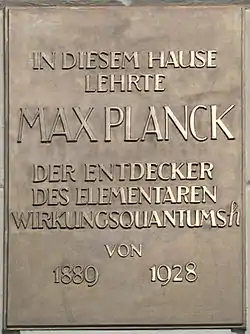 IN DIESEM HAUSE
LEHRTE
MAX PLANCK
DER ENTDECKER
DES ELEMENTAREN
WIRKUNGSQUANTUMS h
VON
1889 1928